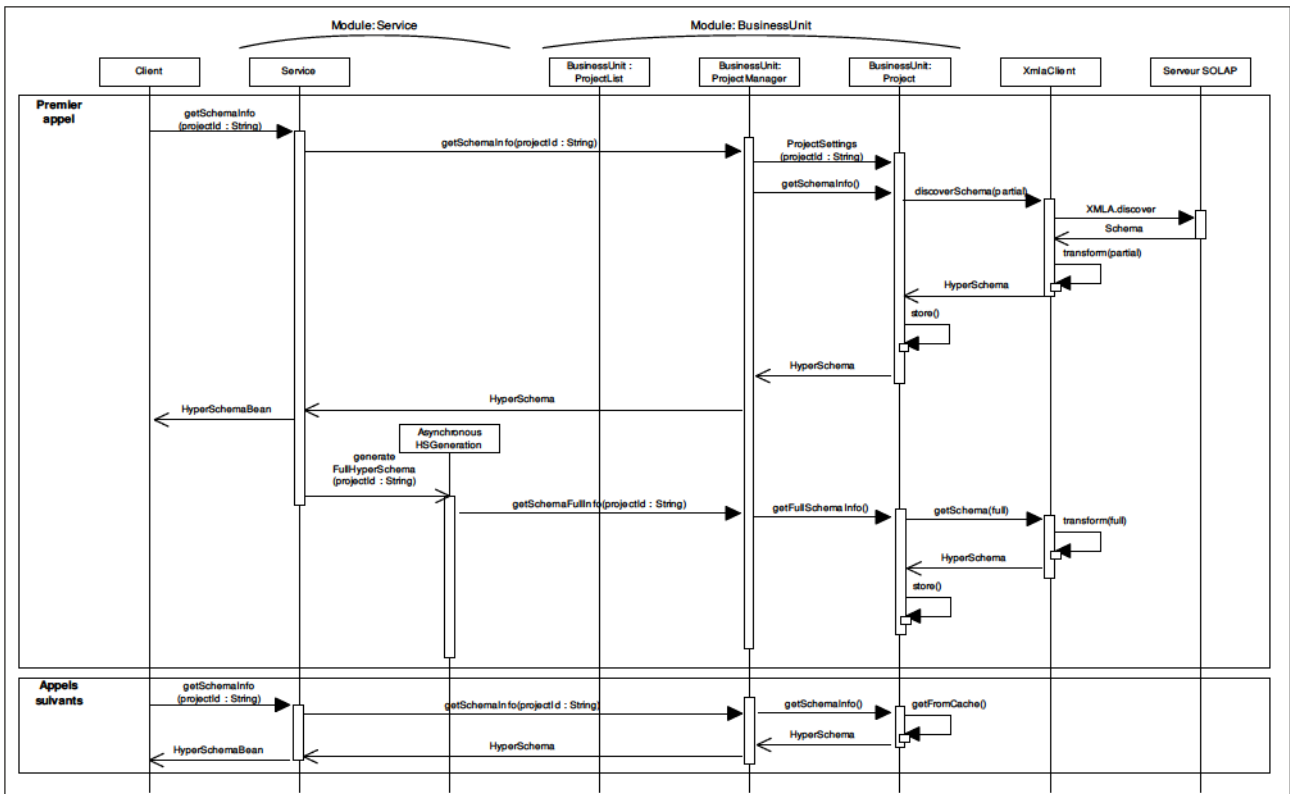 Module: Service
Module: BusinessUnit
Client
Service
BusinessUnit :
ProjectList
BusinessUnit:
ProjectManager
BusinessUnit:
Project
XmlaClient
Serveur SOLAP
Premier
appel
getSchemaInfo
(projectId : String)
getSchemaInfo(projectId : String)
ProjectSettings
(projectId : String)
getSchemaInfo()
discoverSchema(partial)
XMLA.discover
Schema
transform(partial)
HyperSchema
store()
HyperSchema
HyperSchema
HyperSchemaBean
Asynchronous
HSGeneration
generate
FullHyperSchema
(projectId : String)
getSchemaFullInfo(projectId : String)
getFullSchemaInfo()
getSchema(full)
transform(full)
HyperSchema
store()
Appels
suivants
getSchemaInfo
(projectId : String)
getSchemaInfo(projectId : String)
getSchemaInfo()
getFromCache()
HyperSchema
HyperSchema
HyperSchemaBean